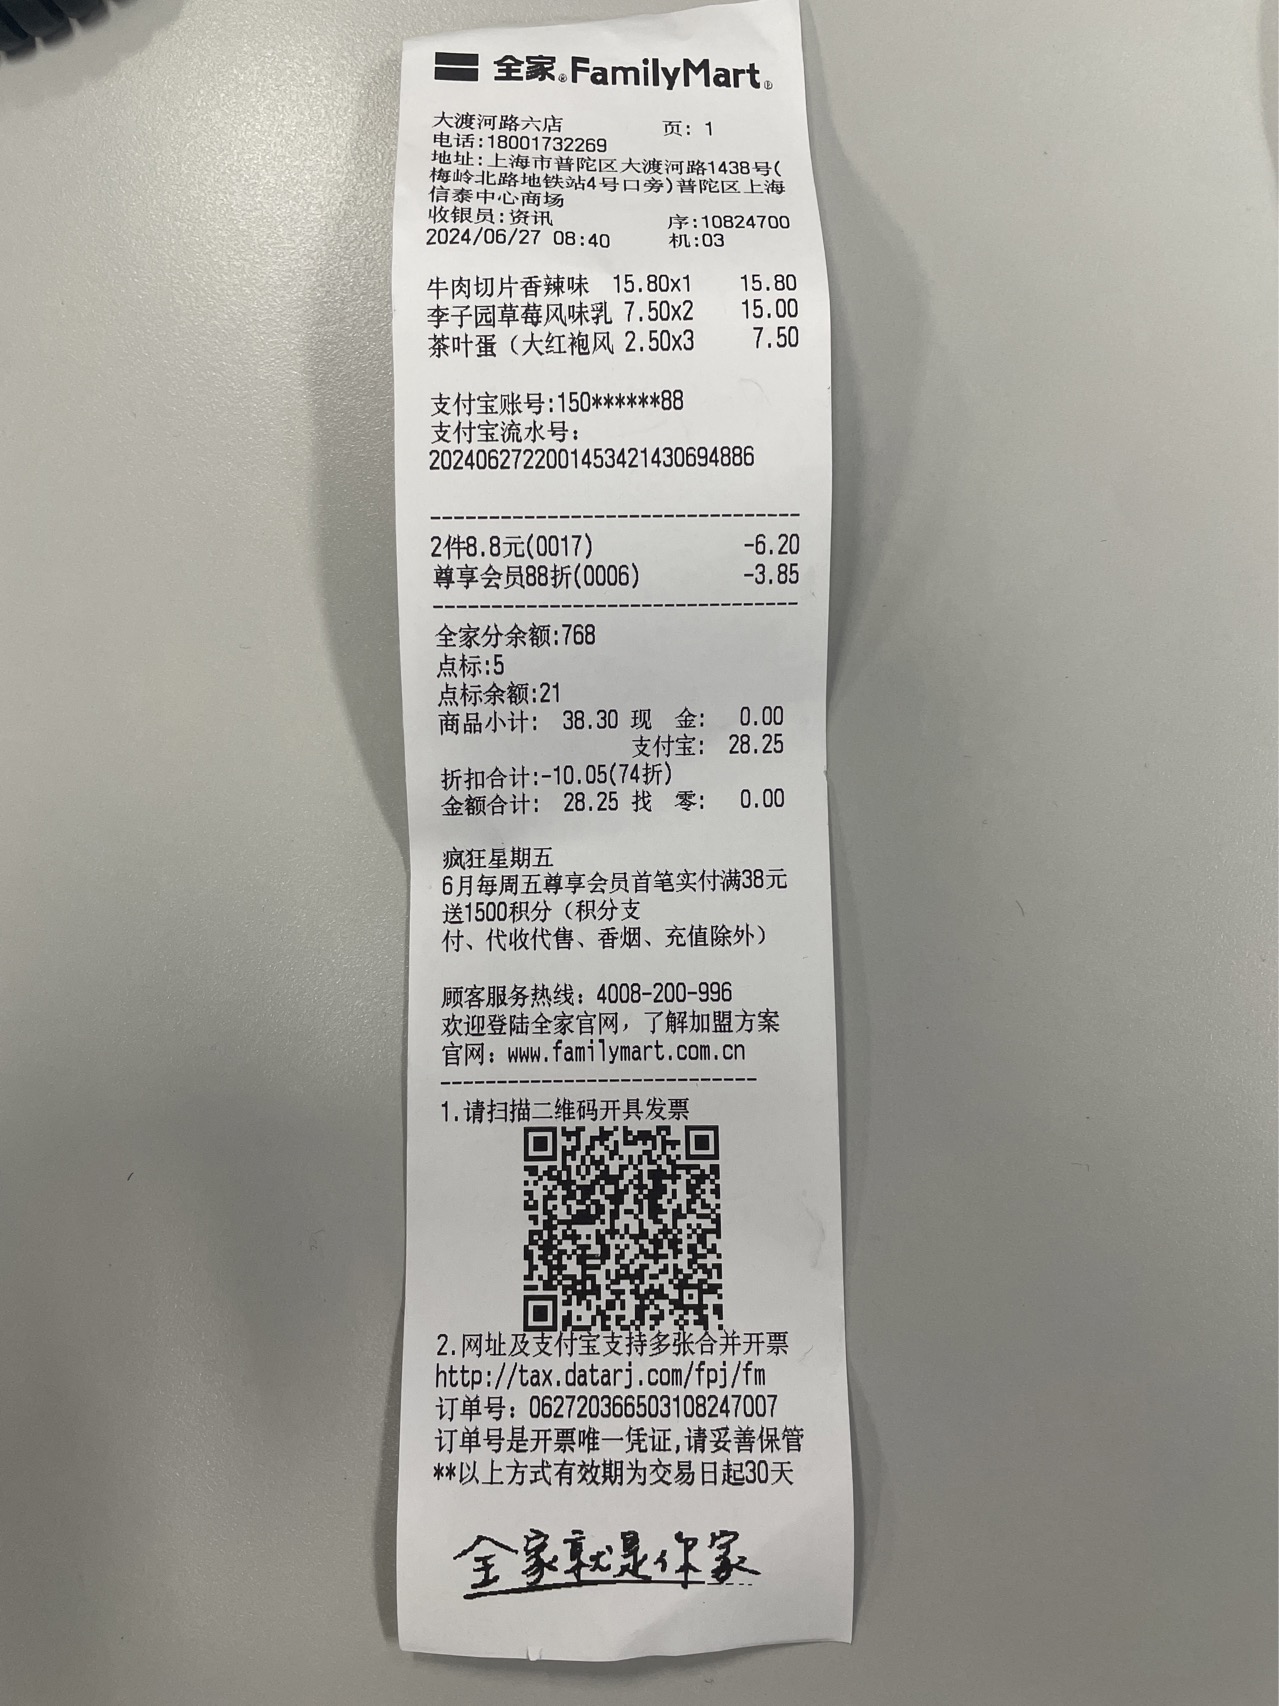 全家® FamilyMart®
大渡河路六店 页: 1
电话:18001732269
地址:上海市普陀区大渡河路1438号(
梅岭北路地铁站4号口旁)普陀区上海
信泰中心商场
收银员:资讯 序:10824700
2024/06/27 08:40 机:03
牛肉切片香辣味 15.80x1 15.80
李子园草莓风味乳 7.50x2 15.00
茶叶蛋（大红袍风 2.50x3 7.50
支付宝账号:150******88
支付宝流水号:
2024062722001453421430694886
--------------------------------
2件8.8元(0017) -6.20
尊享会员88折(0006) -3.85
--------------------------------
全家分余额:768
点标:5
点标余额:21
商品小计: 38.30 现 金: 0.00
支付宝: 28.25
折扣合计:-10.05(74折)
金额合计: 28.25 找 零: 0.00
疯狂星期五
6月每周五尊享会员首笔实付满38元
送1500积分（积分支
付、代收代售、香烟、充值除外）
顾客服务热线：4008-200-996
欢迎登陆全家官网，了解加盟方案
官网：www.familymart.com.cn
----------------------------
1.请扫描二维码开具发票
2.网址及支付宝支持多张合并开票
http://tax.datarj.com/fpj/fm
订单号：062720366503108247007
订单号是开票唯一凭证,请妥善保管
**以上方式有效期为交易日起30天
全家就是你家